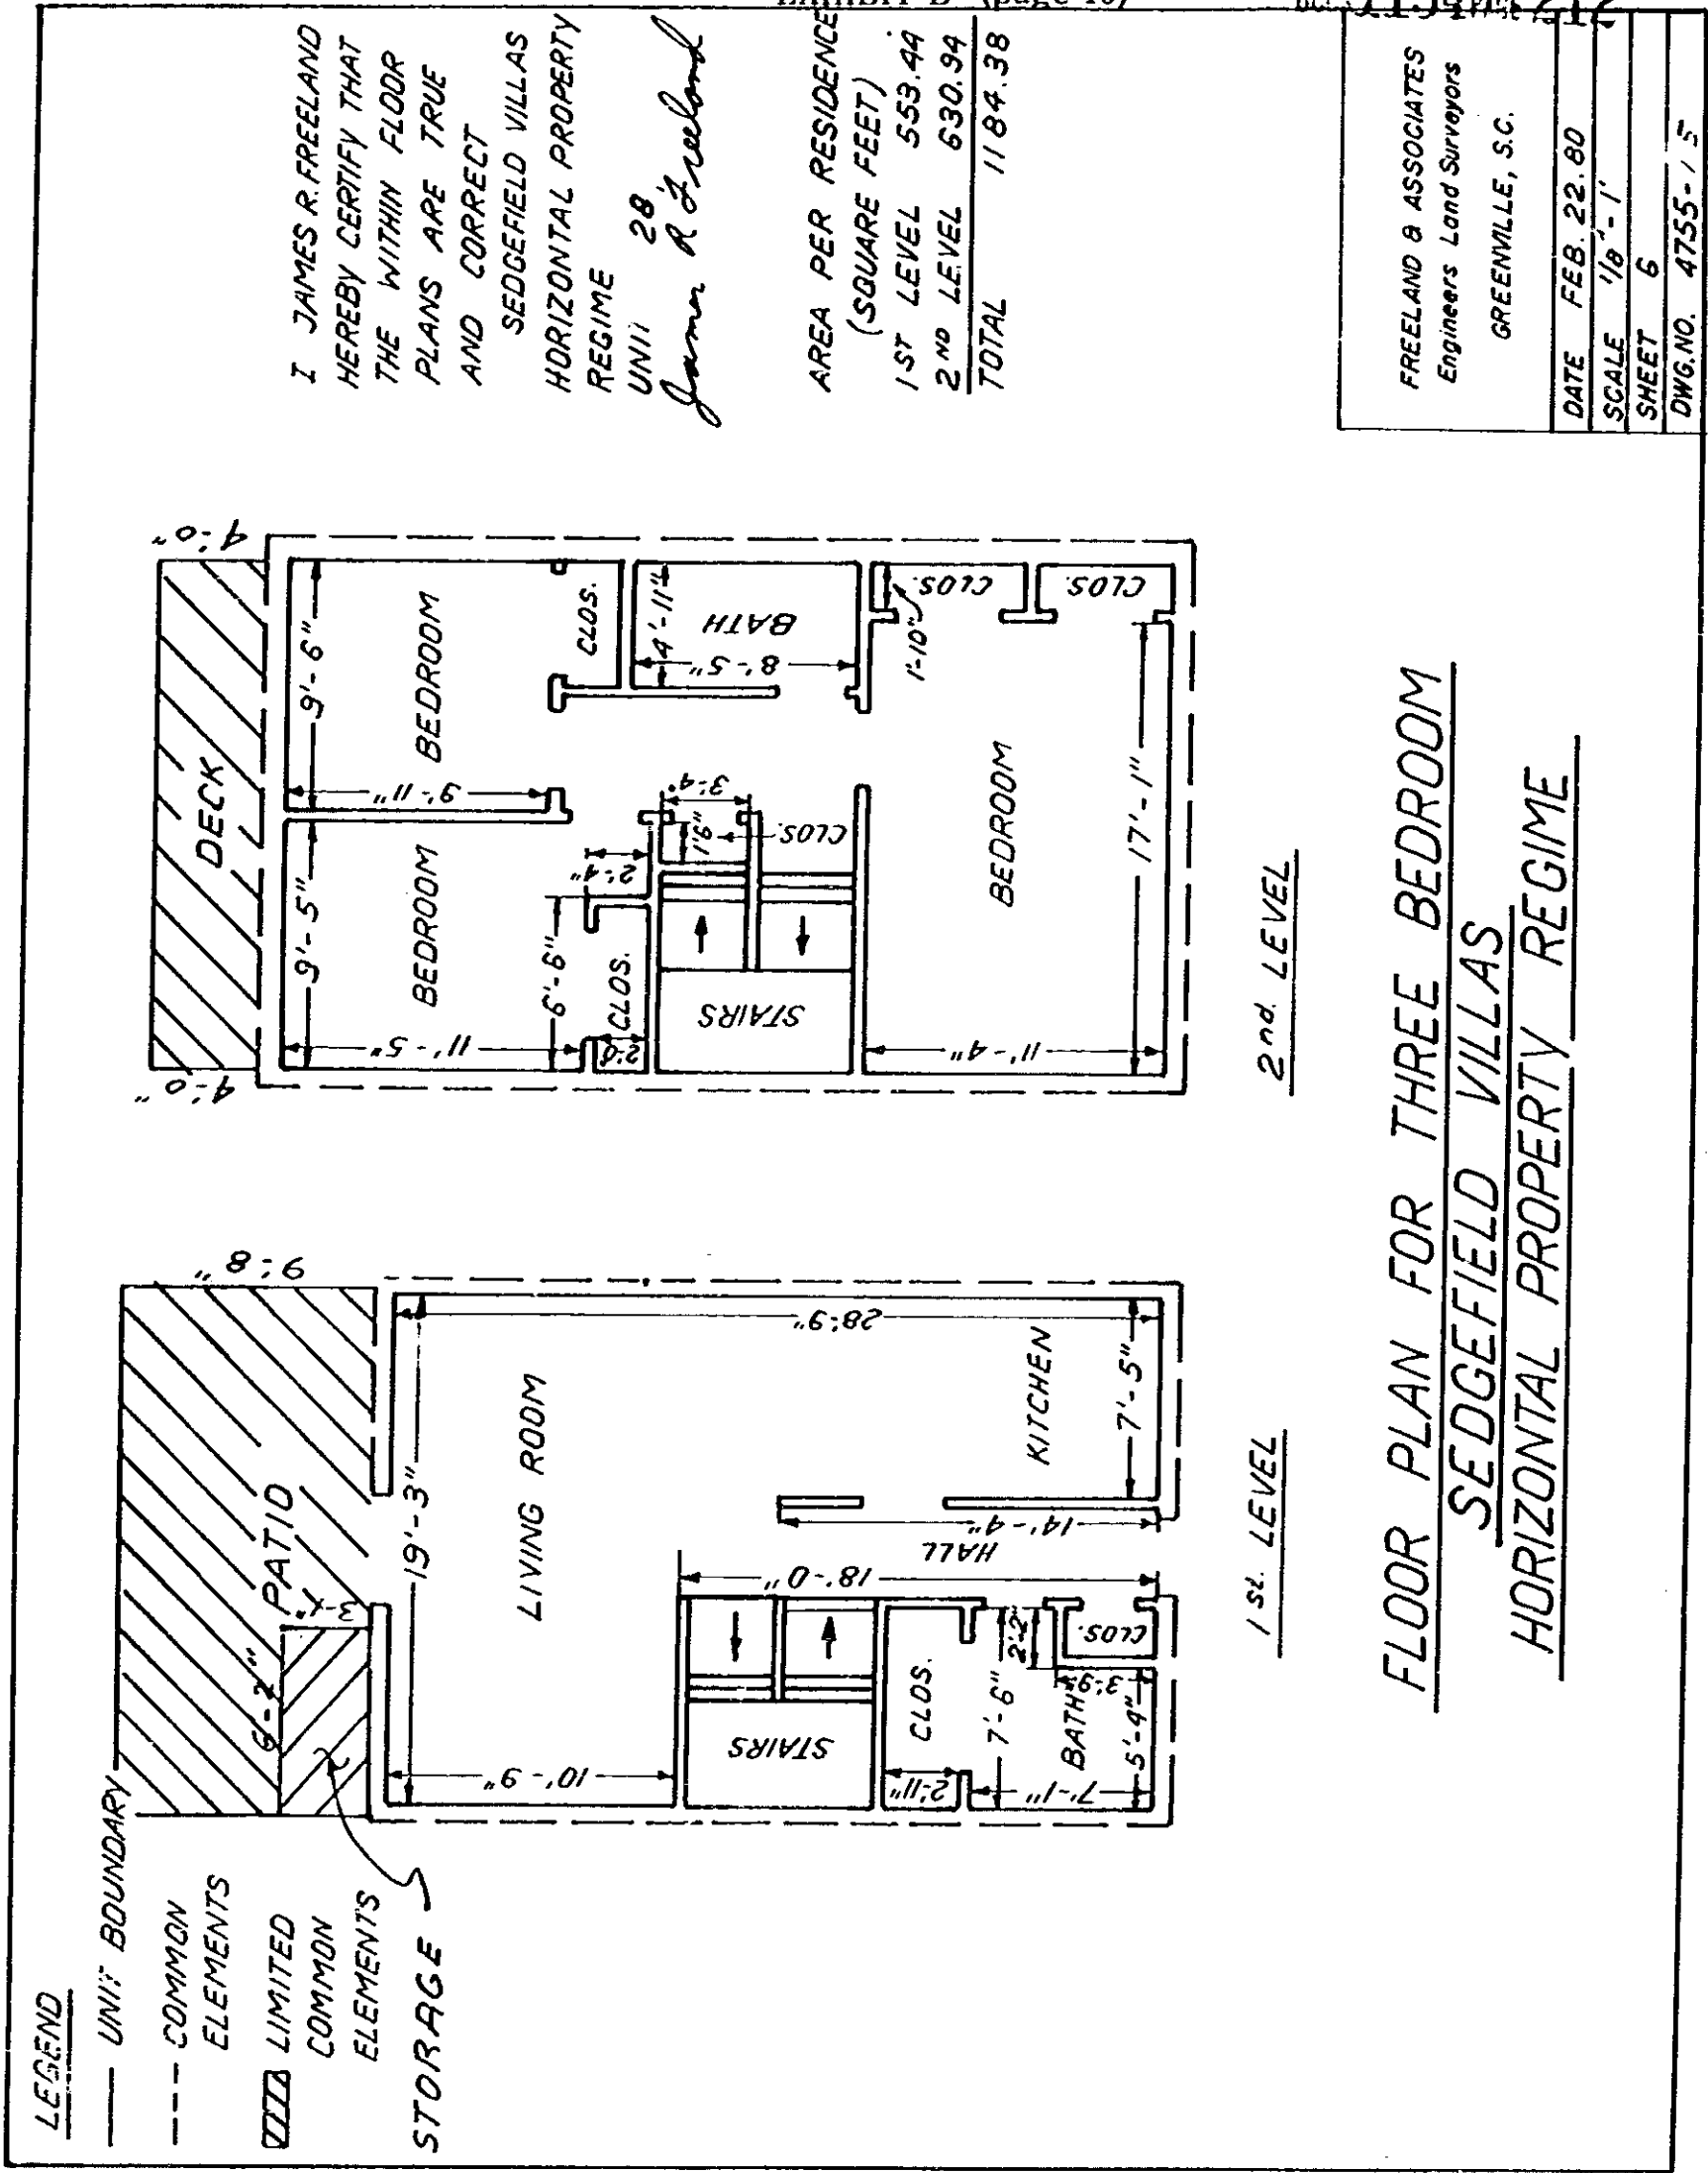 LEGEND
UNIT BOUNDARY
COMMON
ELEMENTS
LIMITED
COMMON
ELEMENTS
STORAGE
9'-8"
PATIO
6'-2"
3'-1"
19'-3"
10'-9"
LIVING ROOM
28'-9"
STAIRS
18'-0"
HALL
14'-4"
KITCHEN
7'-5"
CLOS.
2'-11"
7'-6"
2'-2"
CLOS.
BATH
3'-9"
7'-1"
5'-4"
1st. LEVEL
4'-0"
4'-0"
DECK
9'-5"
9'-6"
BEDROOM
BEDROOM
9'-11"
11'-5"
6'-6"
2'-4"
CLOS.
2'-0"
CLOS.
4'-11"
BATH
8'-5"
3'-4"
1'6"
CLOS.
STAIRS
1'-10"
CLOS.
CLOS.
BEDROOM
11'-4"
17'-1"
2nd. LEVEL
I JAMES R. FREELAND
HEREBY CERTIFY THAT
THE WITHIN FLOOR
PLANS ARE TRUE
AND CORRECT
SEDGEFIELD VILLAS
HORIZONTAL PROPERTY
REGIME
UNIT 28
James R Freeland
AREA PER RESIDENCE
(SQUARE FEET)
1ST LEVEL 553.44
2ND LEVEL 630.94
TOTAL 1184.38
FLOOR PLAN FOR THREE BEDROOM
SEDGEFIELD VILLAS
HORIZONTAL PROPERTY REGIME
FREELAND & ASSOCIATES
Engineers Land Surveyors
GREENVILLE, S.C.
DATE FEB. 22. 80
SCALE 1/8"-1'
SHEET 6
DWG. NO. 4755-15